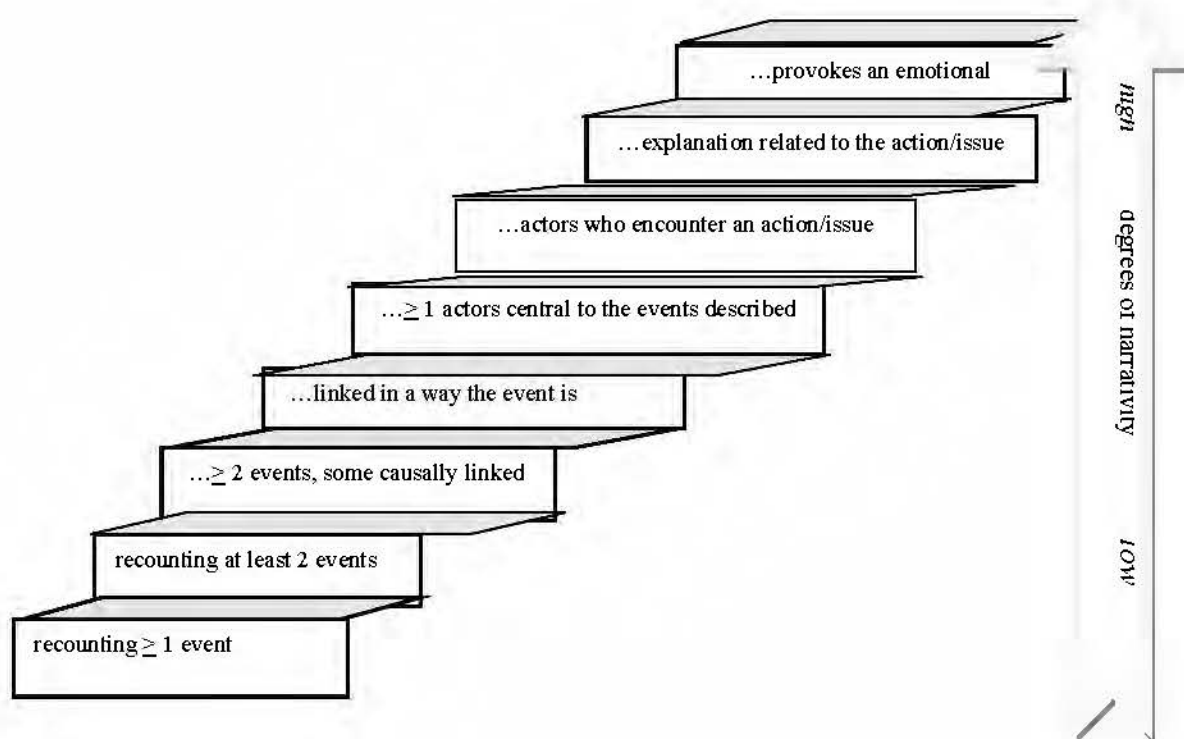 …provokes an emotional
…explanation related to the action/issue
…actors who encounter an action/issue
…≥ 1 actors central to the events described
…linked in a way the event is
…≥ 2 events, some causally linked
recounting at least 2 events
recounting ≥ 1 event
high
degrees of narrativity
low